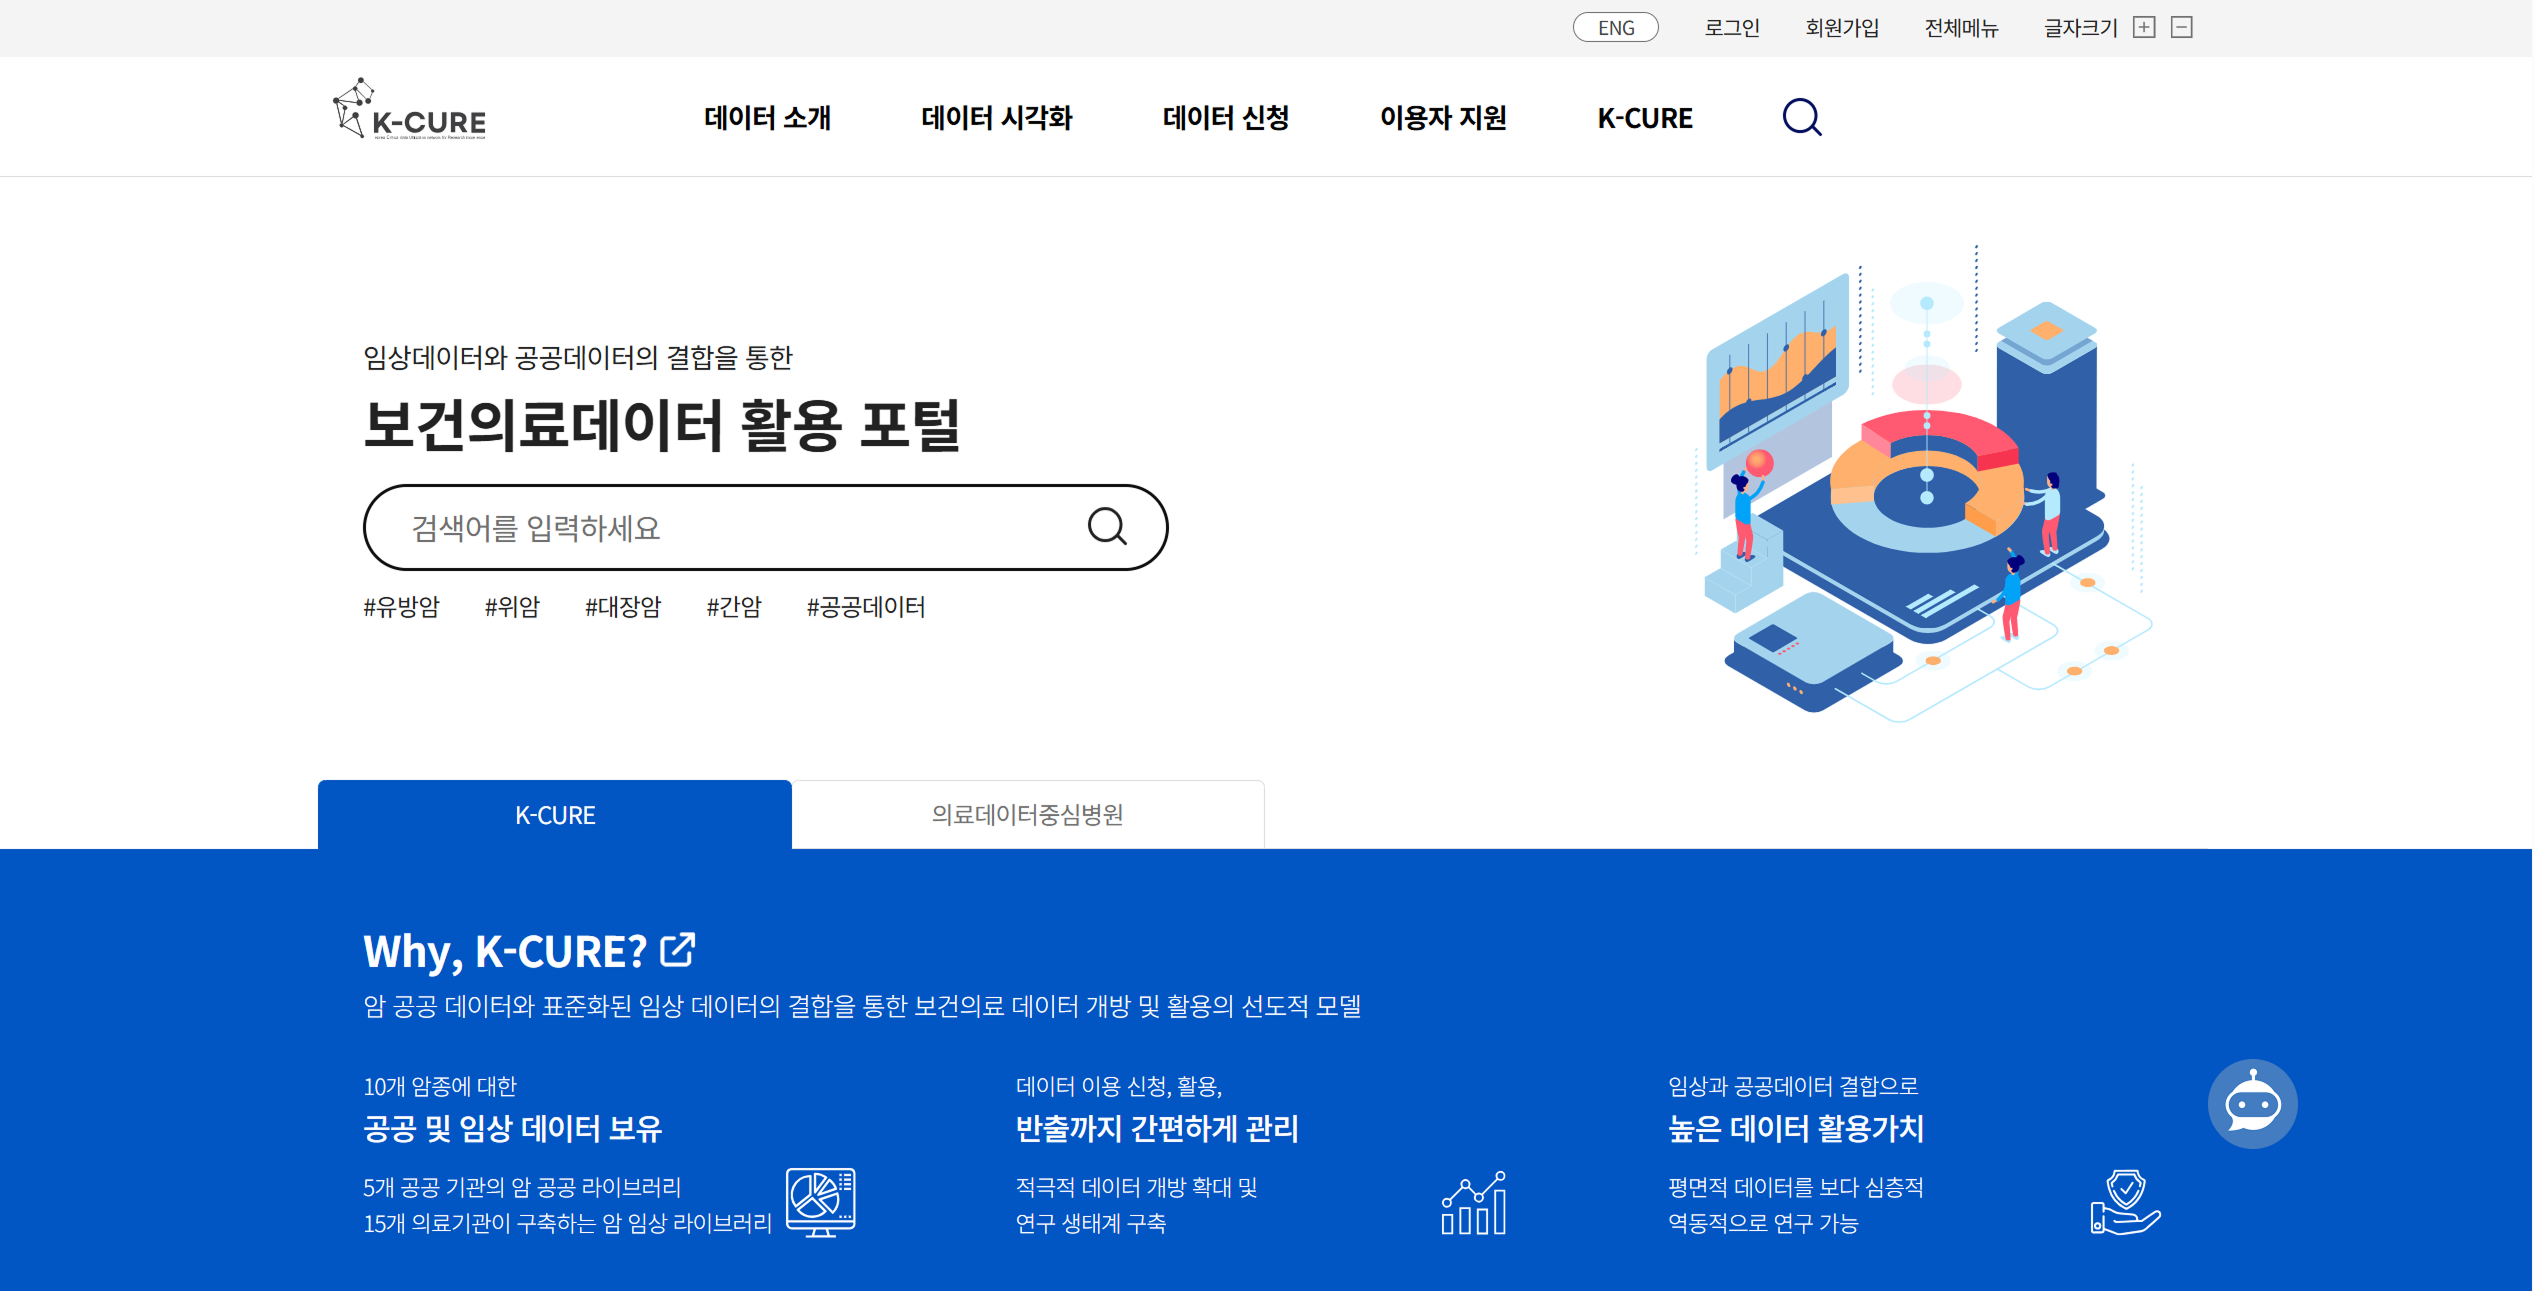 ENG 로그인 회원가입 전체메뉴 글자크기
K-CURE
데이터 소개 데이터 시각화 데이터 신청 이용자 지원 K-CURE
임상데이터와 공공데이터의 결합을 통한
보건의료데이터 활용 포털
검색어를 입력하세요
#유방암 #위암 #대장암 #간암 #공공데이터
K-CURE 의료데이터중심병원
Why, K-CURE?
암 공공 데이터와 표준화된 임상 데이터의 결합을 통한 보건의료 데이터 개방 및 활용의 선도적 모델
10개 암종에 대한
공공 및 임상 데이터 보유
5개 공공 기관의 암 공공 라이브러리
15개 의료기관이 구축하는 암 임상 라이브러리
데이터 이용 신청, 활용,
반출까지 간편하게 관리
적극적 데이터 개방 확대 및
연구 생태계 구축
임상과 공공데이터 결합으로
높은 데이터 활용가치
평면적 데이터를 보다 심층적
역동적으로 연구 가능